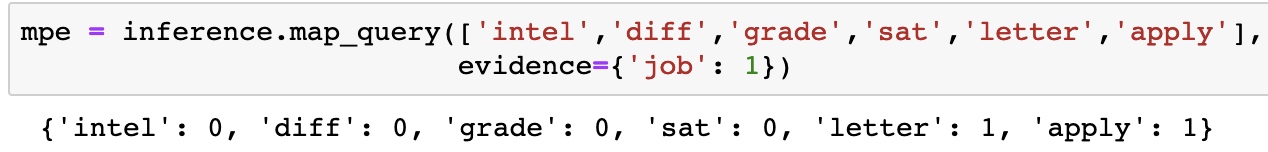 mpe = inference.map_query(['intel','diff','grade','sat','letter','apply'],
evidence={'job': 1})
{'intel': 0, 'diff': 0, 'grade': 0, 'sat': 0, 'letter': 1, 'apply': 1}